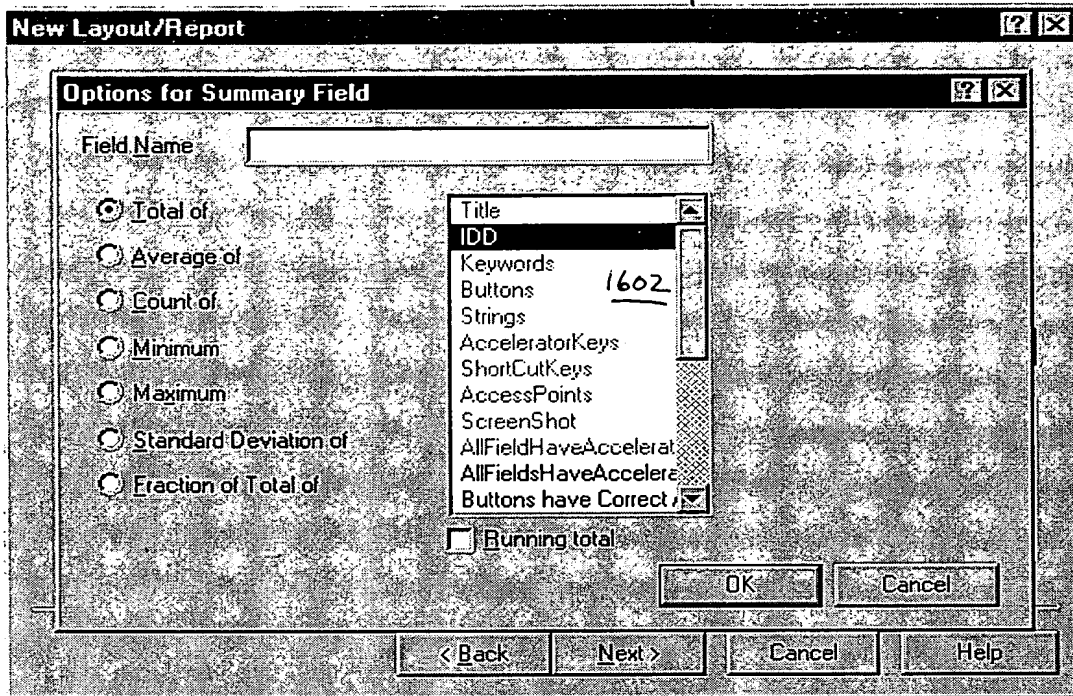 New Layout/Report
Options for Summary Field
Field Name
Total of
Average of
Count of
Minimum
Maximum
Standard Deviation of
Fraction of Total of
Title
IDD
Keywords
Buttons
1602
Strings
AcceleratorKeys
ShortCutKeys
AccessPoints
ScreenShot
AllFieldHaveAccelerat
AllFieldsHaveAccelera
Buttons have Correct
Running total
OK
Cancel
< Back
Next >
Cancel
Help